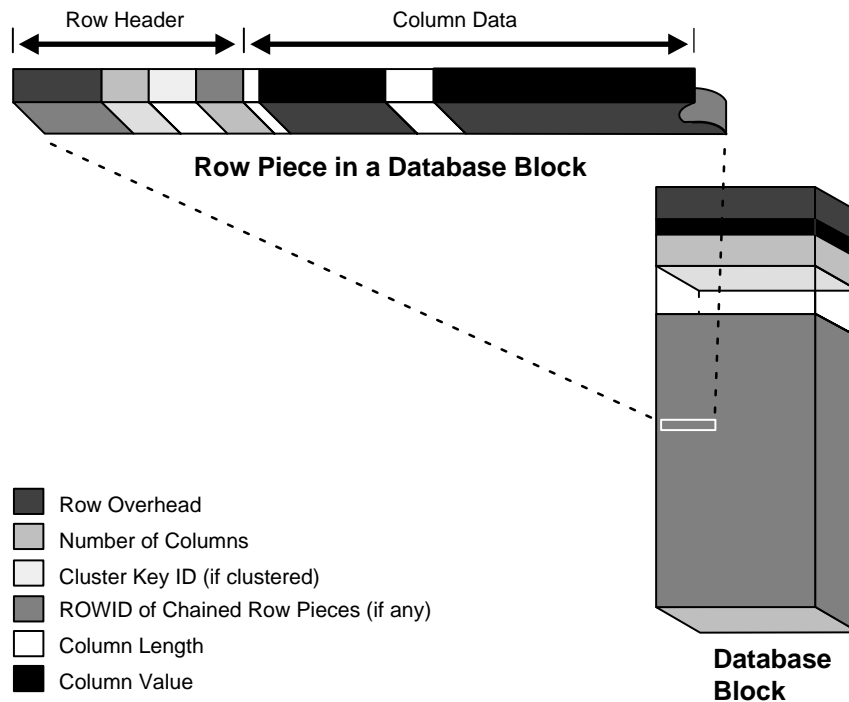 Row Header
Column Data
Row Piece in a Database Block
Row Overhead
Number of Columns
Cluster Key ID (if clustered)
ROWID of Chained Row Pieces (if any)
Column Length
Column Value
Database
Block